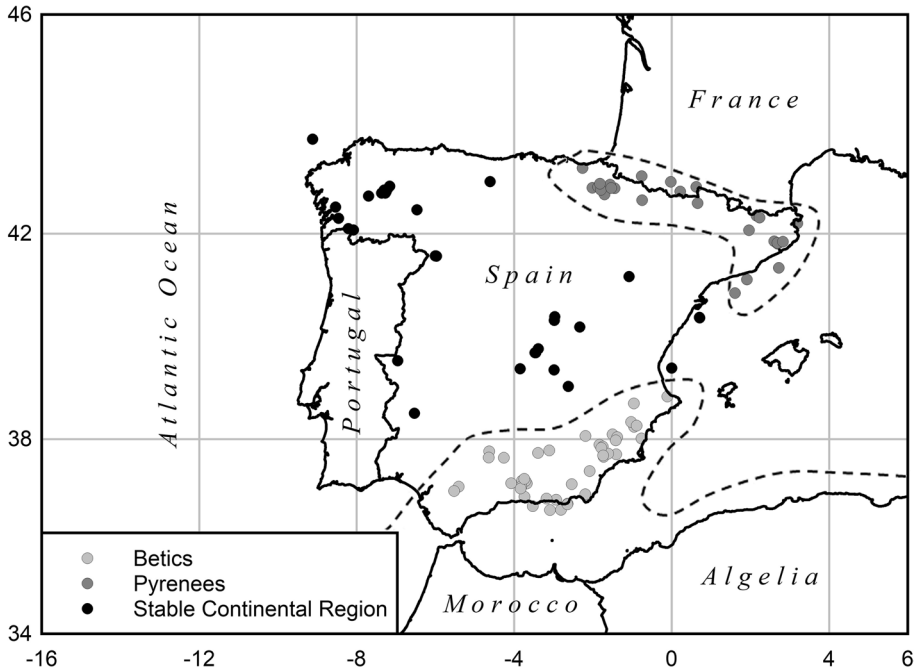 46
France
42
Spain
Atlantic Ocean
Portugal
38
Betics
Pyrenees
Stable Continental Region
Algelia
Morocco
34
-16
-12
-8
-4
0
4
6